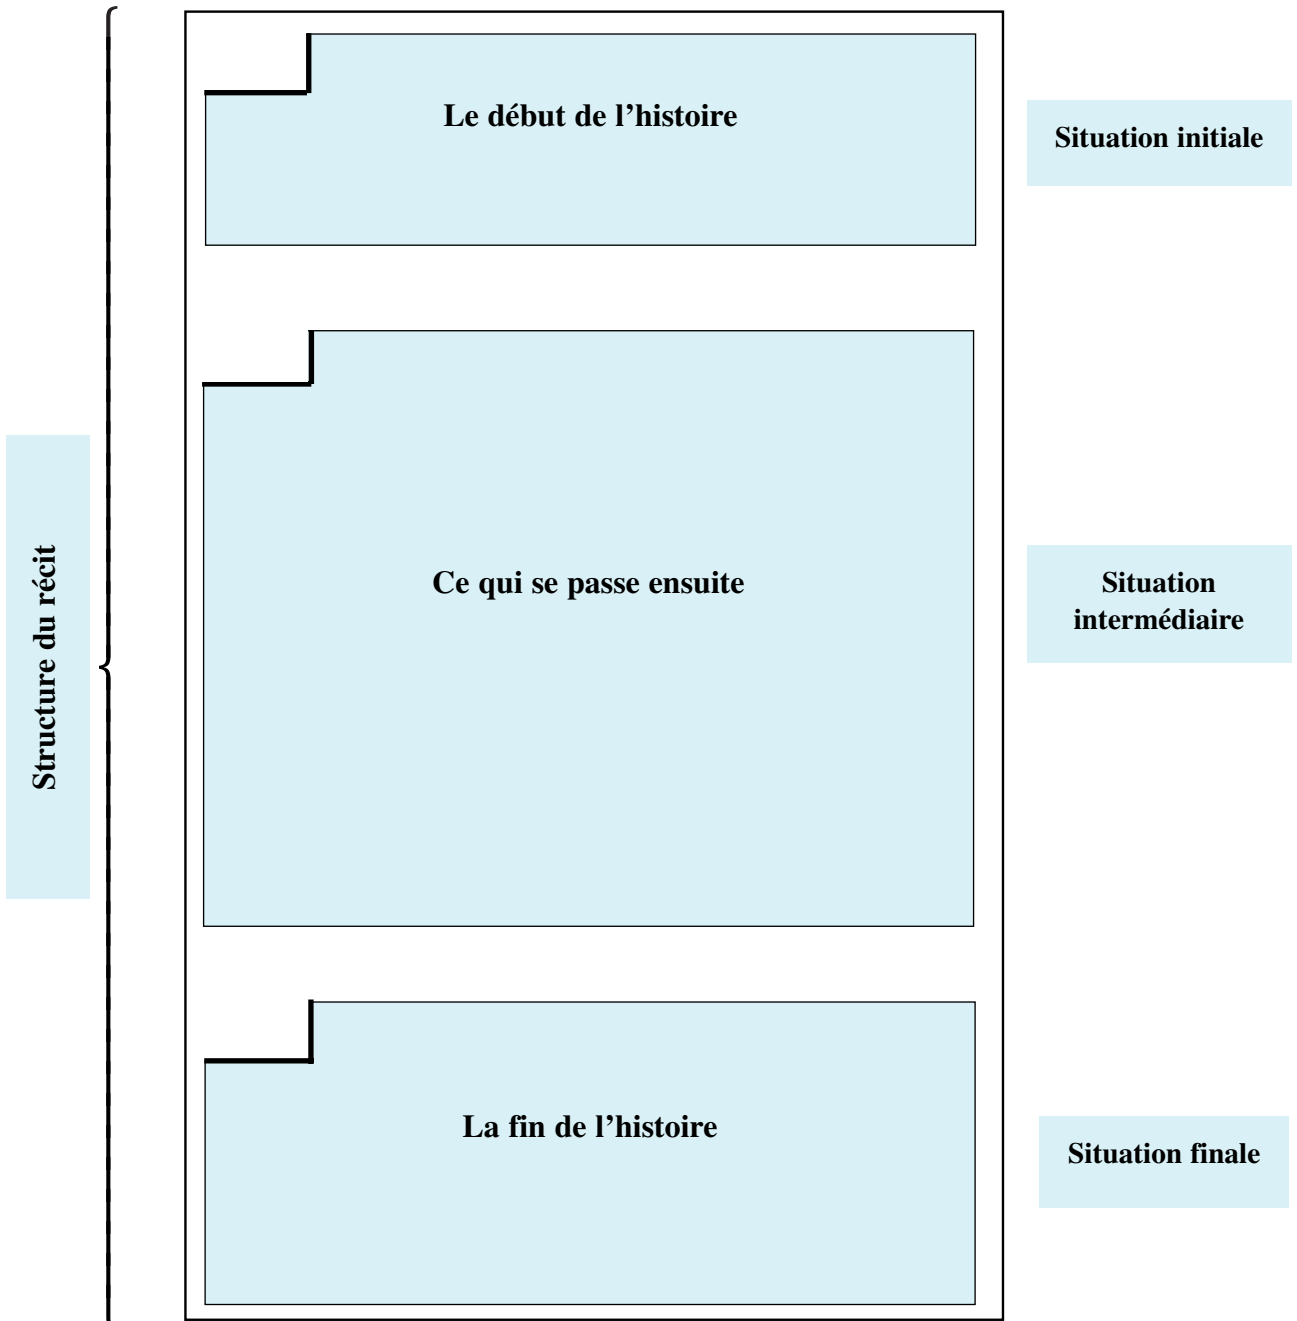 Le début de l’histoire
Situation initiale
Structure du récit
Ce qui se passe ensuite
Situation
intermédiaire
La fin de l’histoire
Situation finale